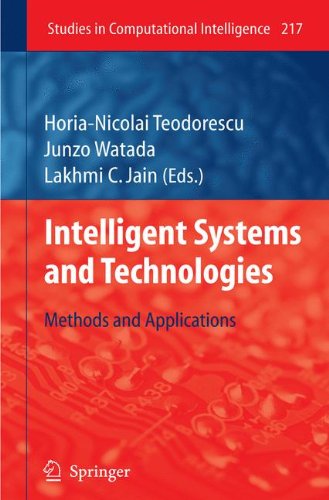 Studies in Computational Intelligence 217
Horia-Nicolai Teodorescu
Junzo Watada
Lakhmi C. Jain (Eds.)
Intelligent Systems
and Technologies
Methods and Applications
Springer